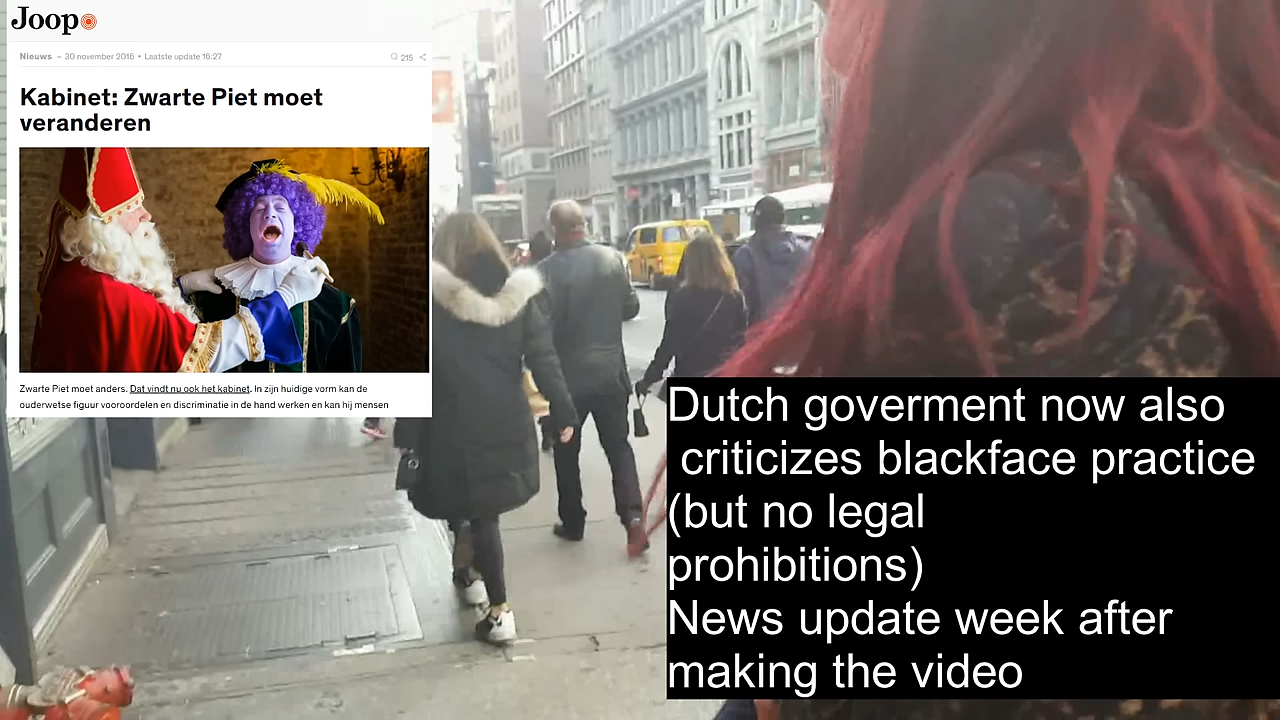 Joop
Nieuws – 30 november 2016 • Laatste update 16:27
215
Kabinet: Zwarte Piet moet
veranderen
Zwarte Piet moet anders. Dat vindt nu ook het kabinet. In zijn huidige vorm kan de
ouderwetse figuur vooroordelen en discriminatie in de hand werken en kan hij mensen
Dutch goverment now also
criticizes blackface practice
(but no legal
prohibitions)
News update week after
making the video